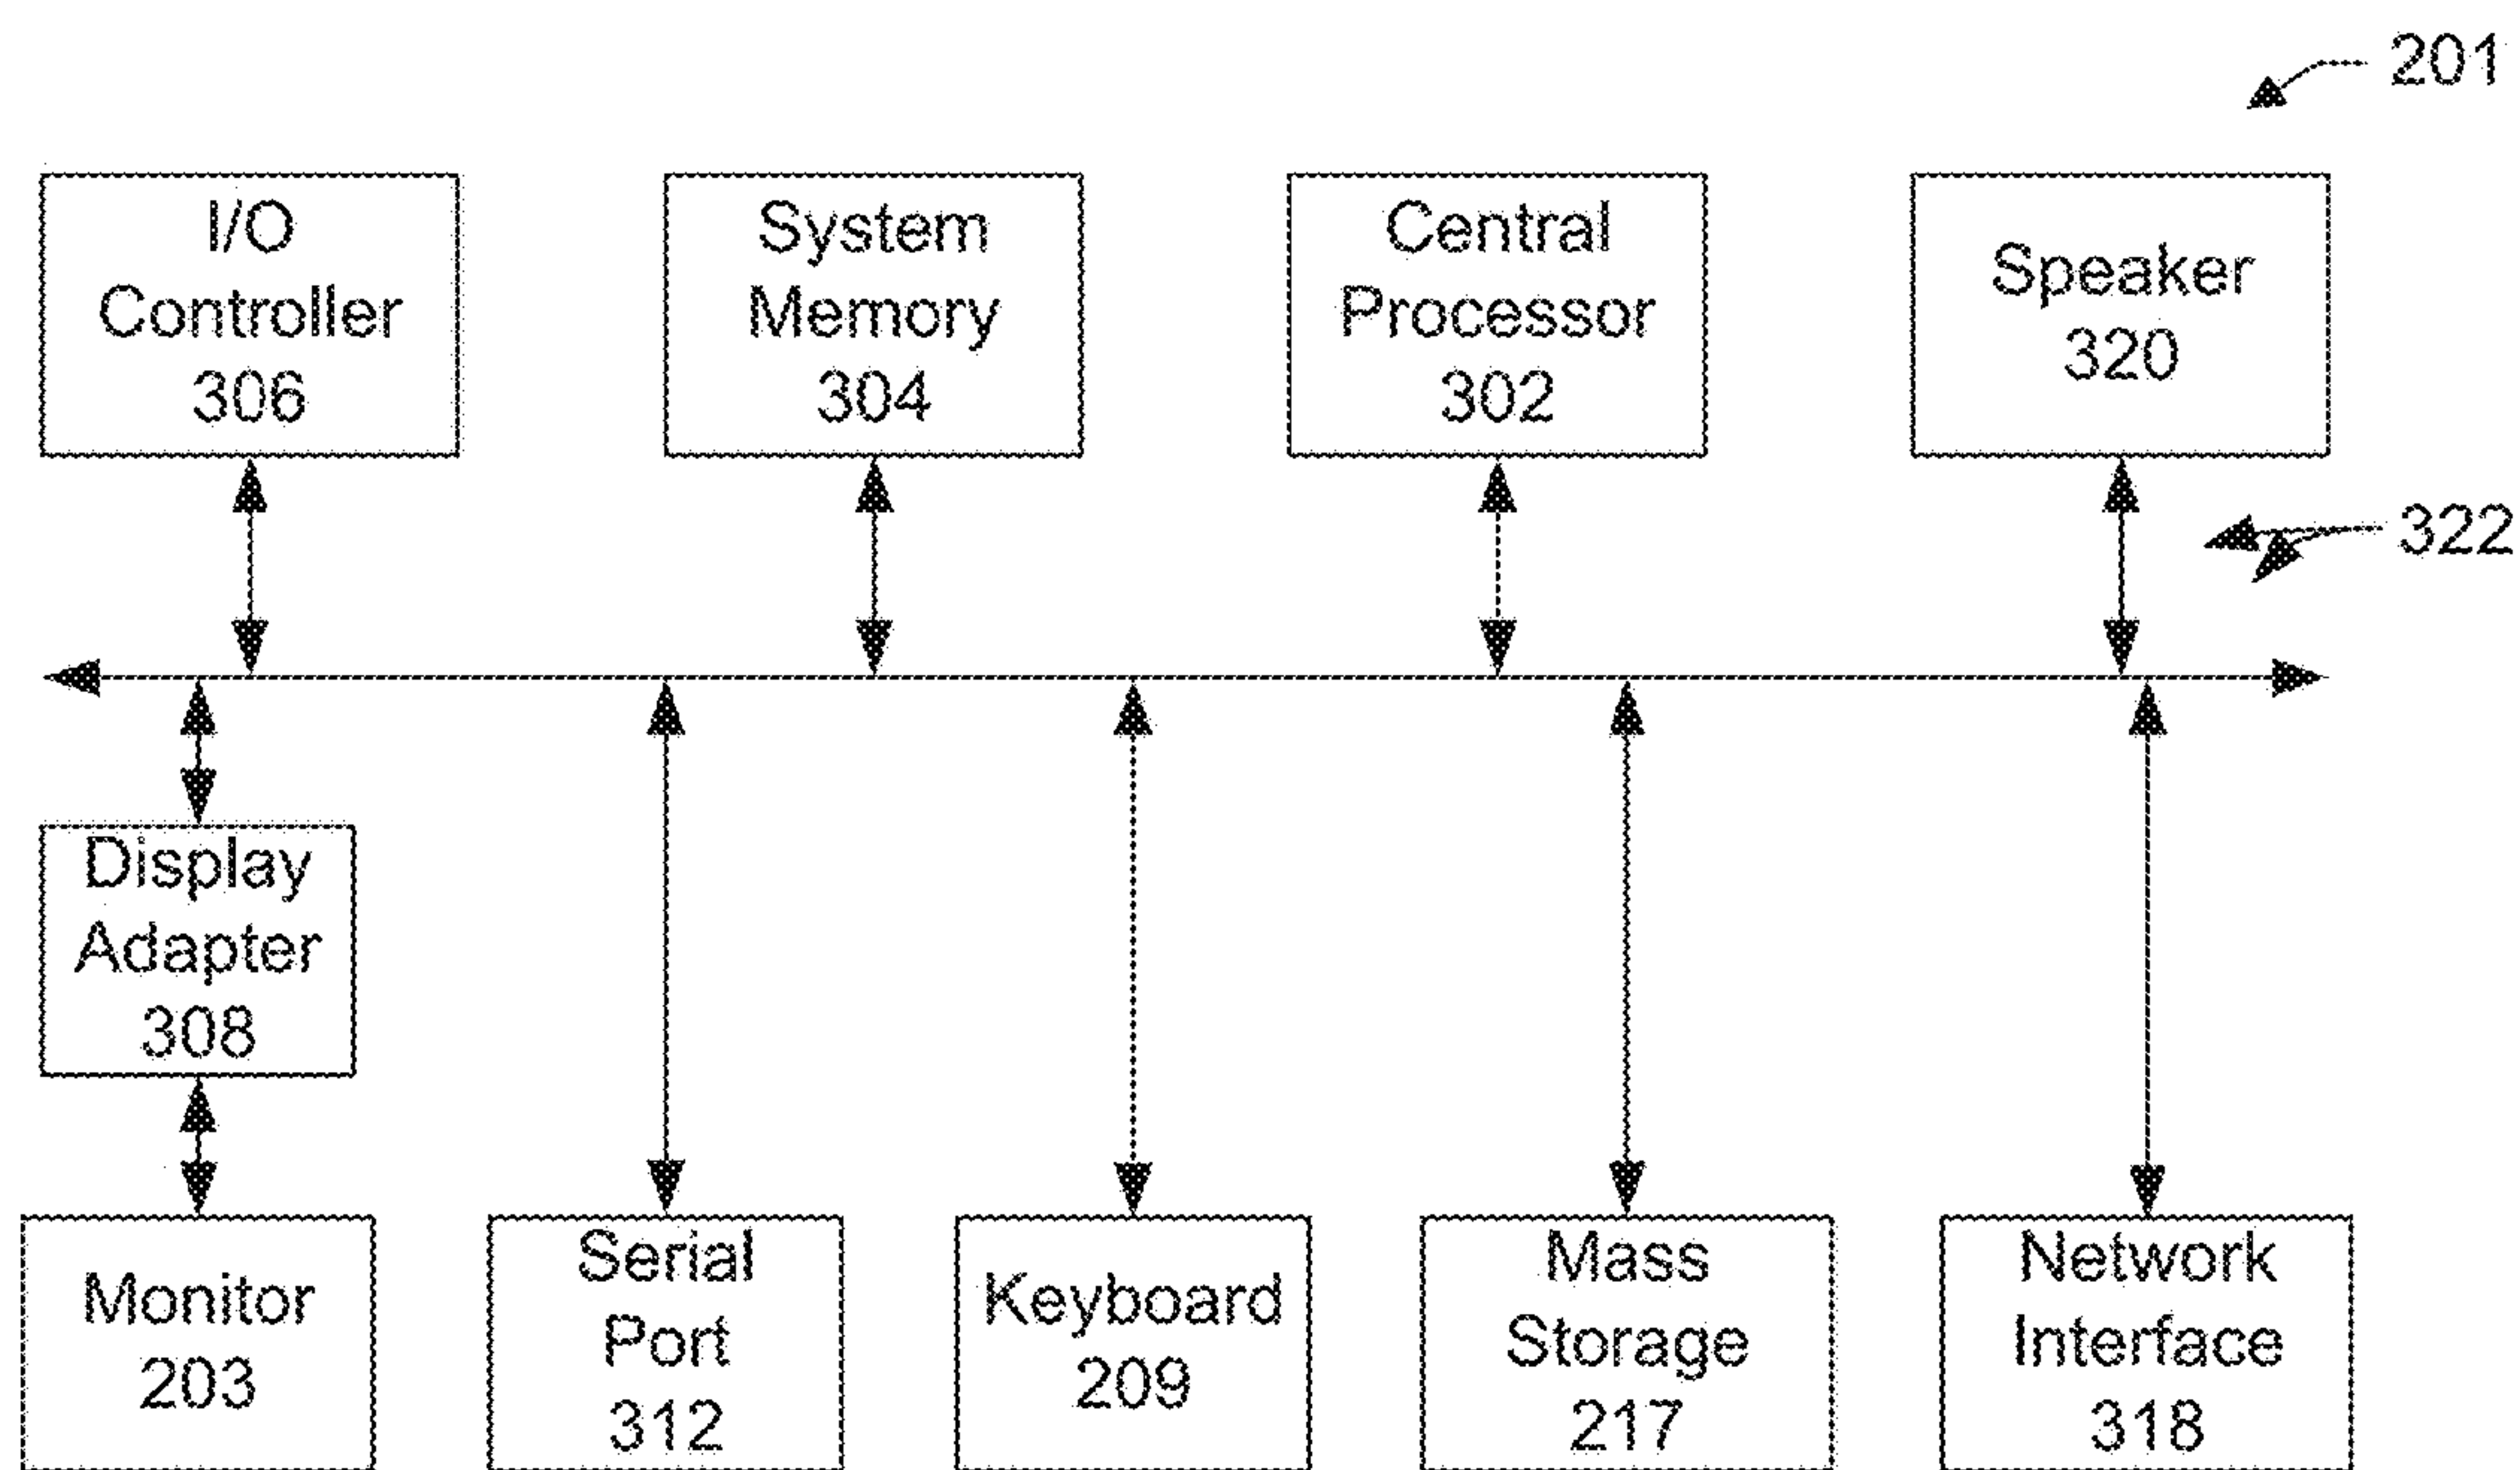 201
I/O
Controller
306
System
Memory
304
Central
Processor
302
Speaker
320
322
Display
Adapter
308
Monitor
203
Serial
Port
312
Keyboard
209
Mass
Storage
217
Network
Interface
318